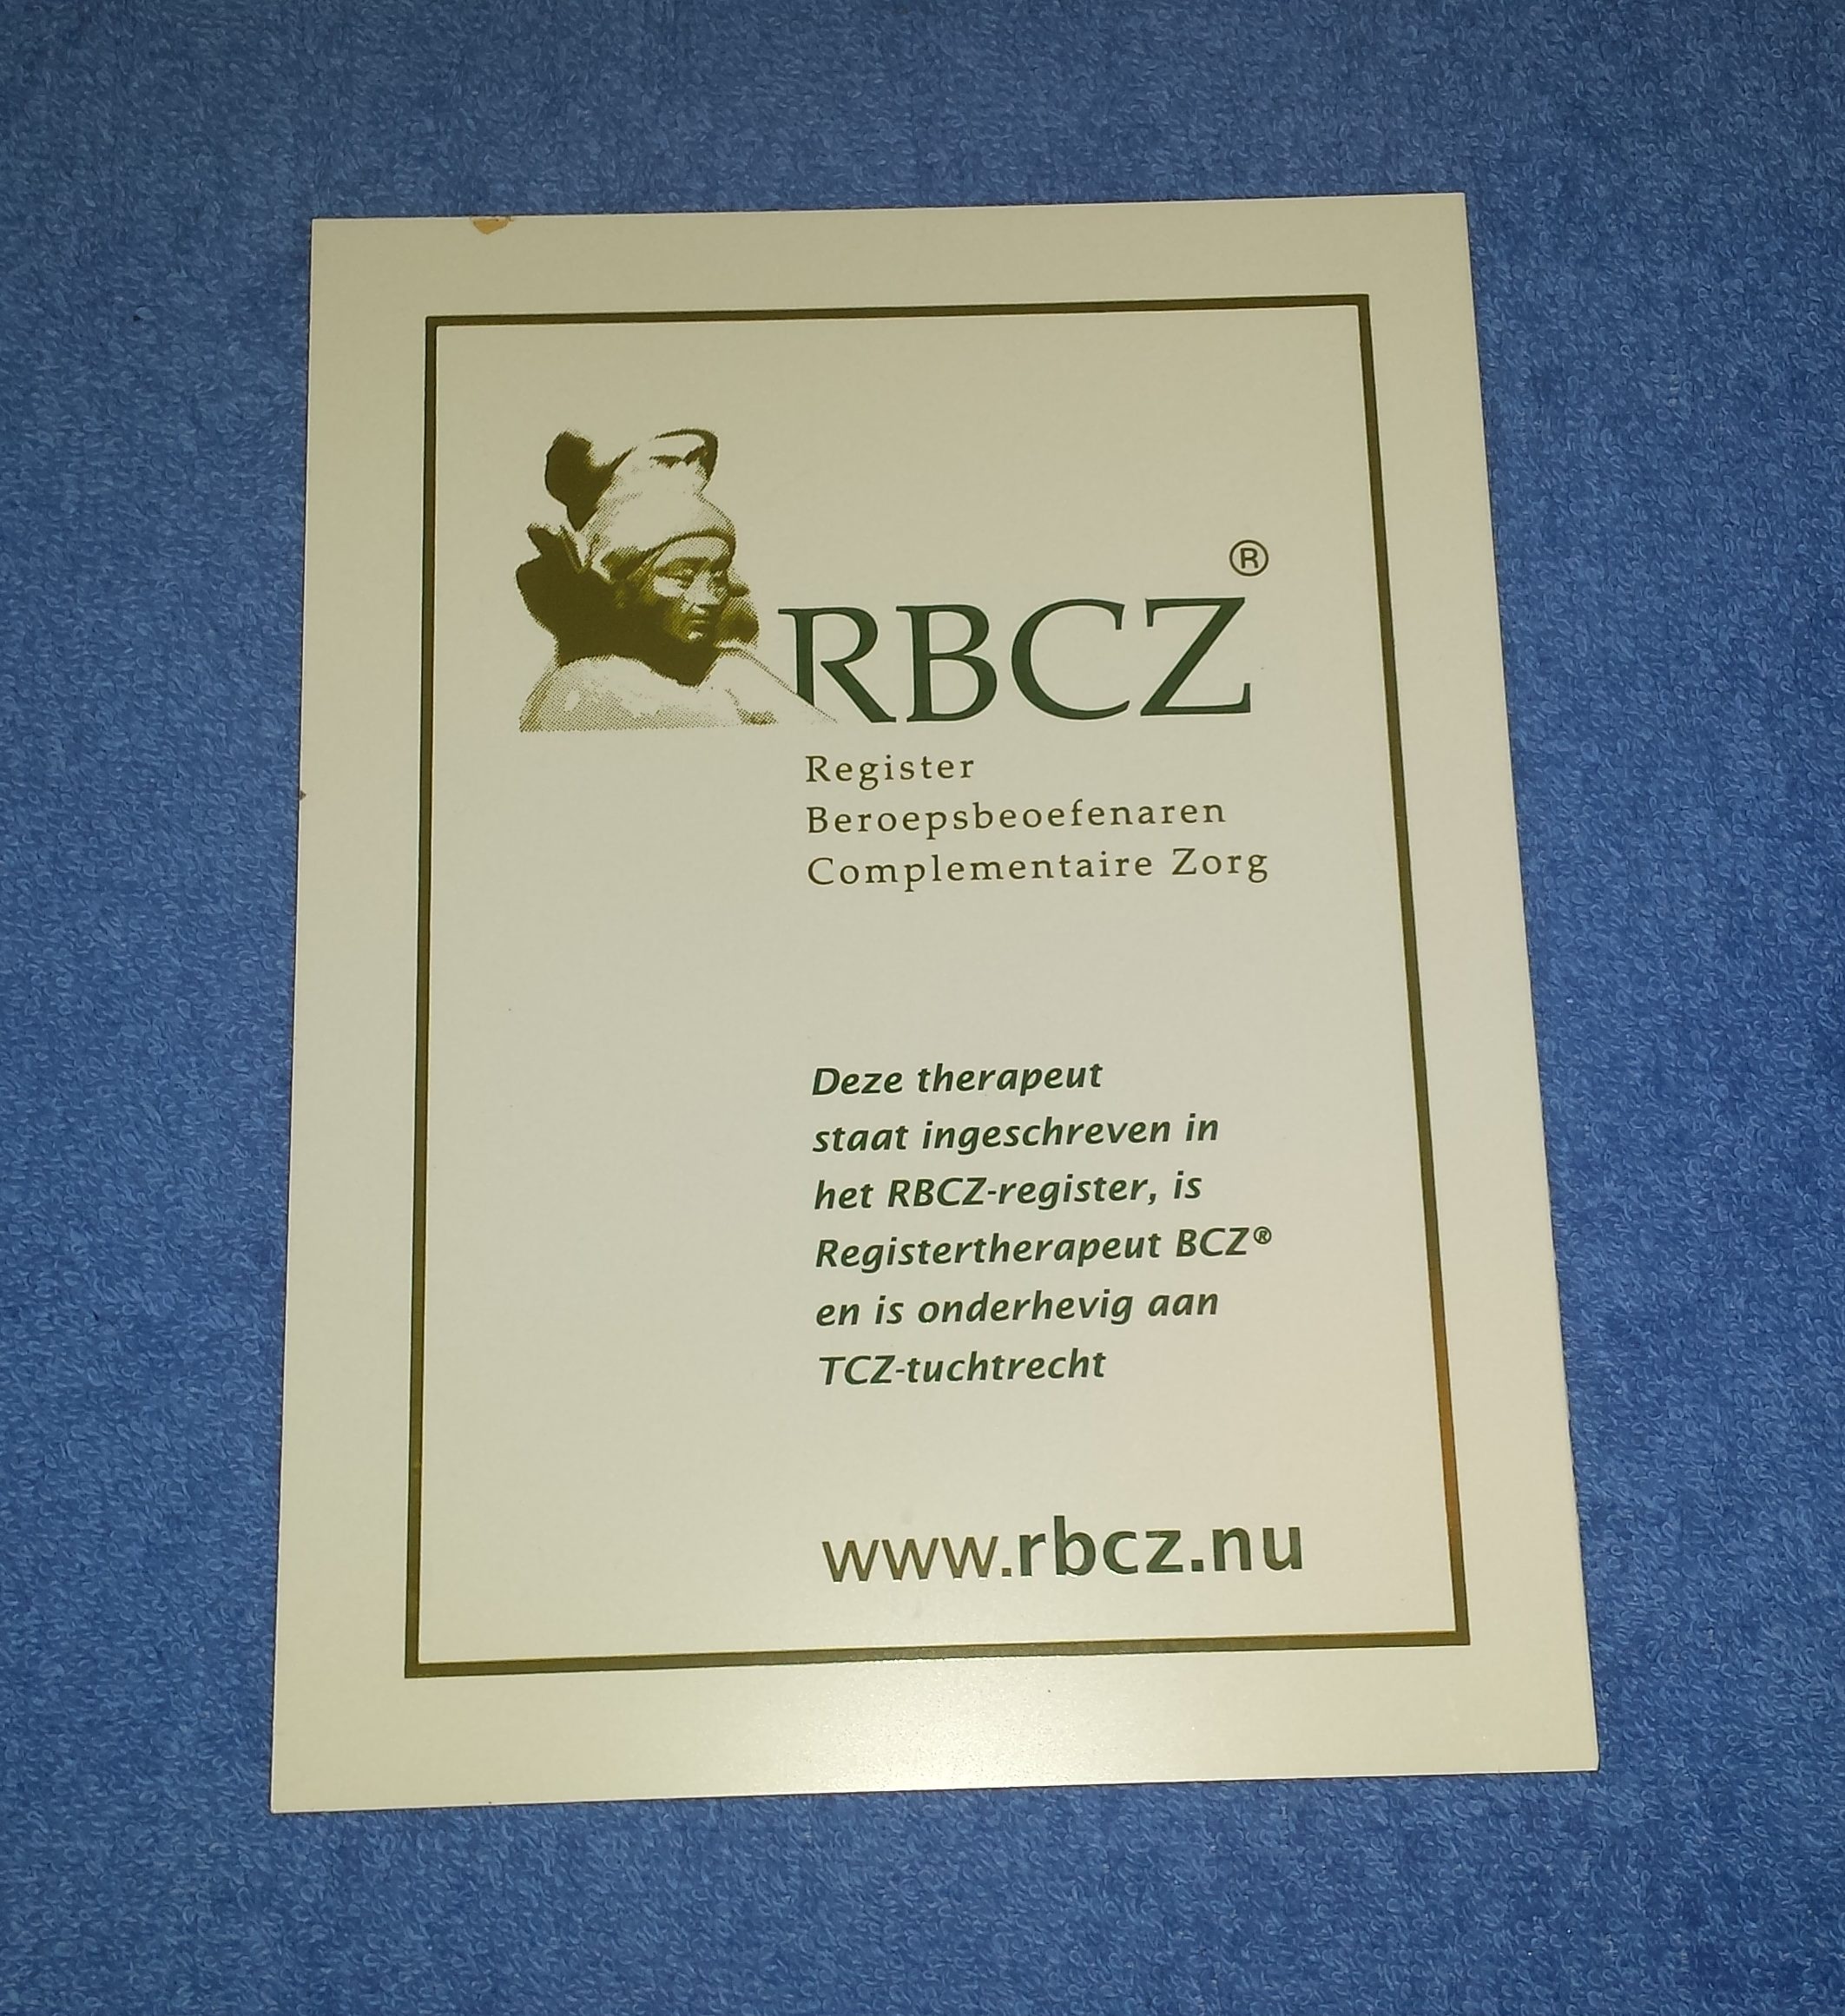 RBCZ®
Register
Beroepsbeoefenaren
Complementaire Zorg
Deze therapeut
staat ingeschreven in
het RBCZ-register, is
Registertherapeut BCZ®
en is onderhevig aan
TCZ-tuchtrecht
www.rbcz.nu